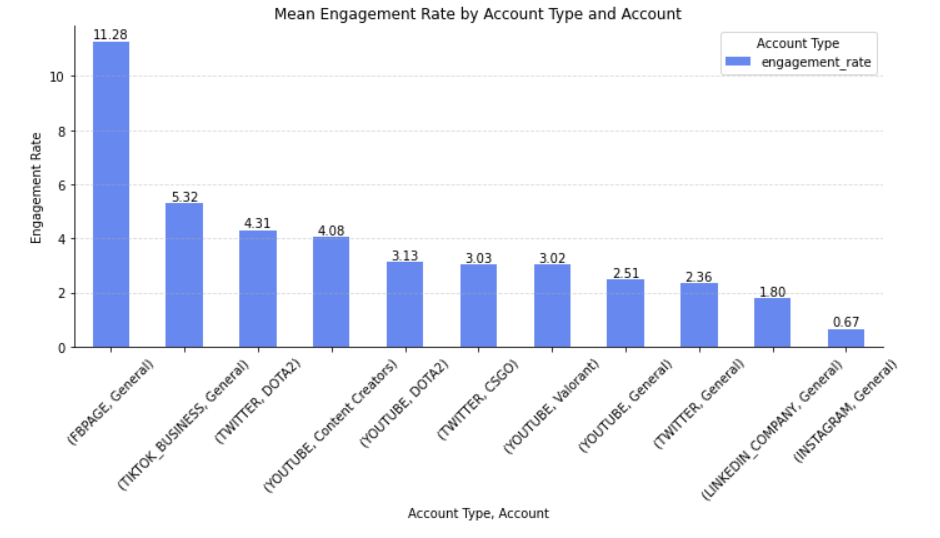 Mean Engagement Rate by Account Type and Account
11.28
Account Type
engagement_rate
10
8
6
4
2
0
Engagement Rate
5.32
4.31
4.08
3.13
3.03
3.02
2.51
2.36
1.80
0.67
(FBPAGE, General)
(TIKTOK_BUSINESS, General)
(TWITTER, DOTA2)
(YOUTUBE, Content Creators)
(YOUTUBE, DOTA2)
(TWITTER, CSGO)
(YOUTUBE, Valorant)
(YOUTUBE, General)
(TWITTER, General)
(LINKEDIN_COMPANY, General)
(INSTAGRAM, General)
Account Type, Account